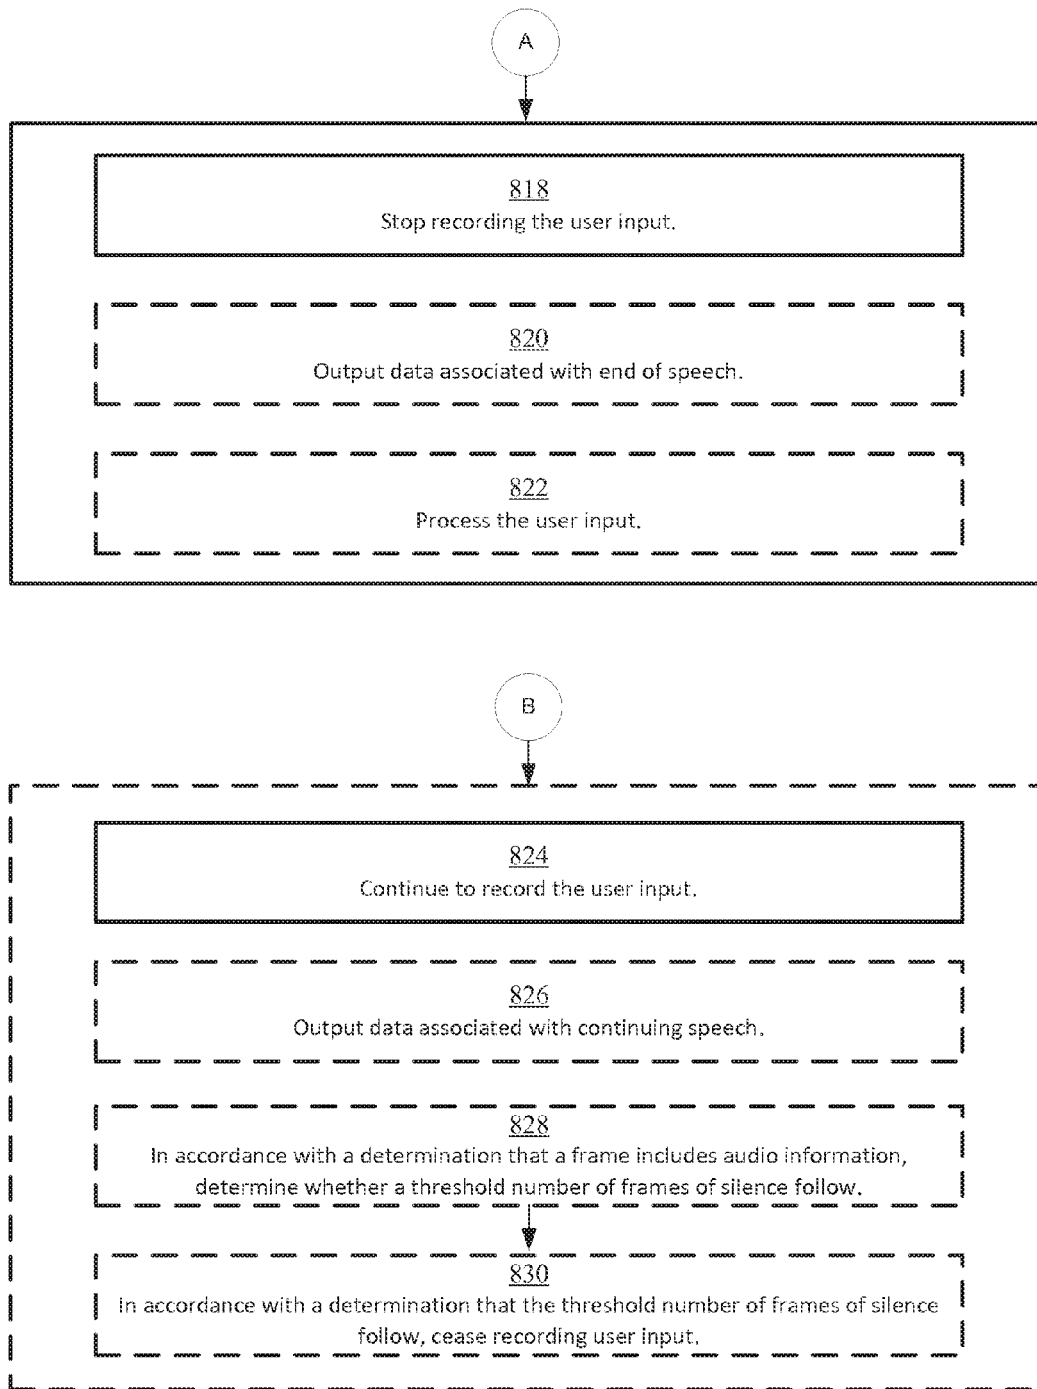 A
818
Stop recording the user input.
820
Output data associated with end of speech.
822
Process the user input.
B
824
Continue to record the user input.
826
Output data associated with continuing speech.
828
In accordance with a determination that a frame includes audio information,
determine whether a threshold number of frames of silence follow.
830
In accordance with a determination that the threshold number of frames of silence
follow, cease recording user input.